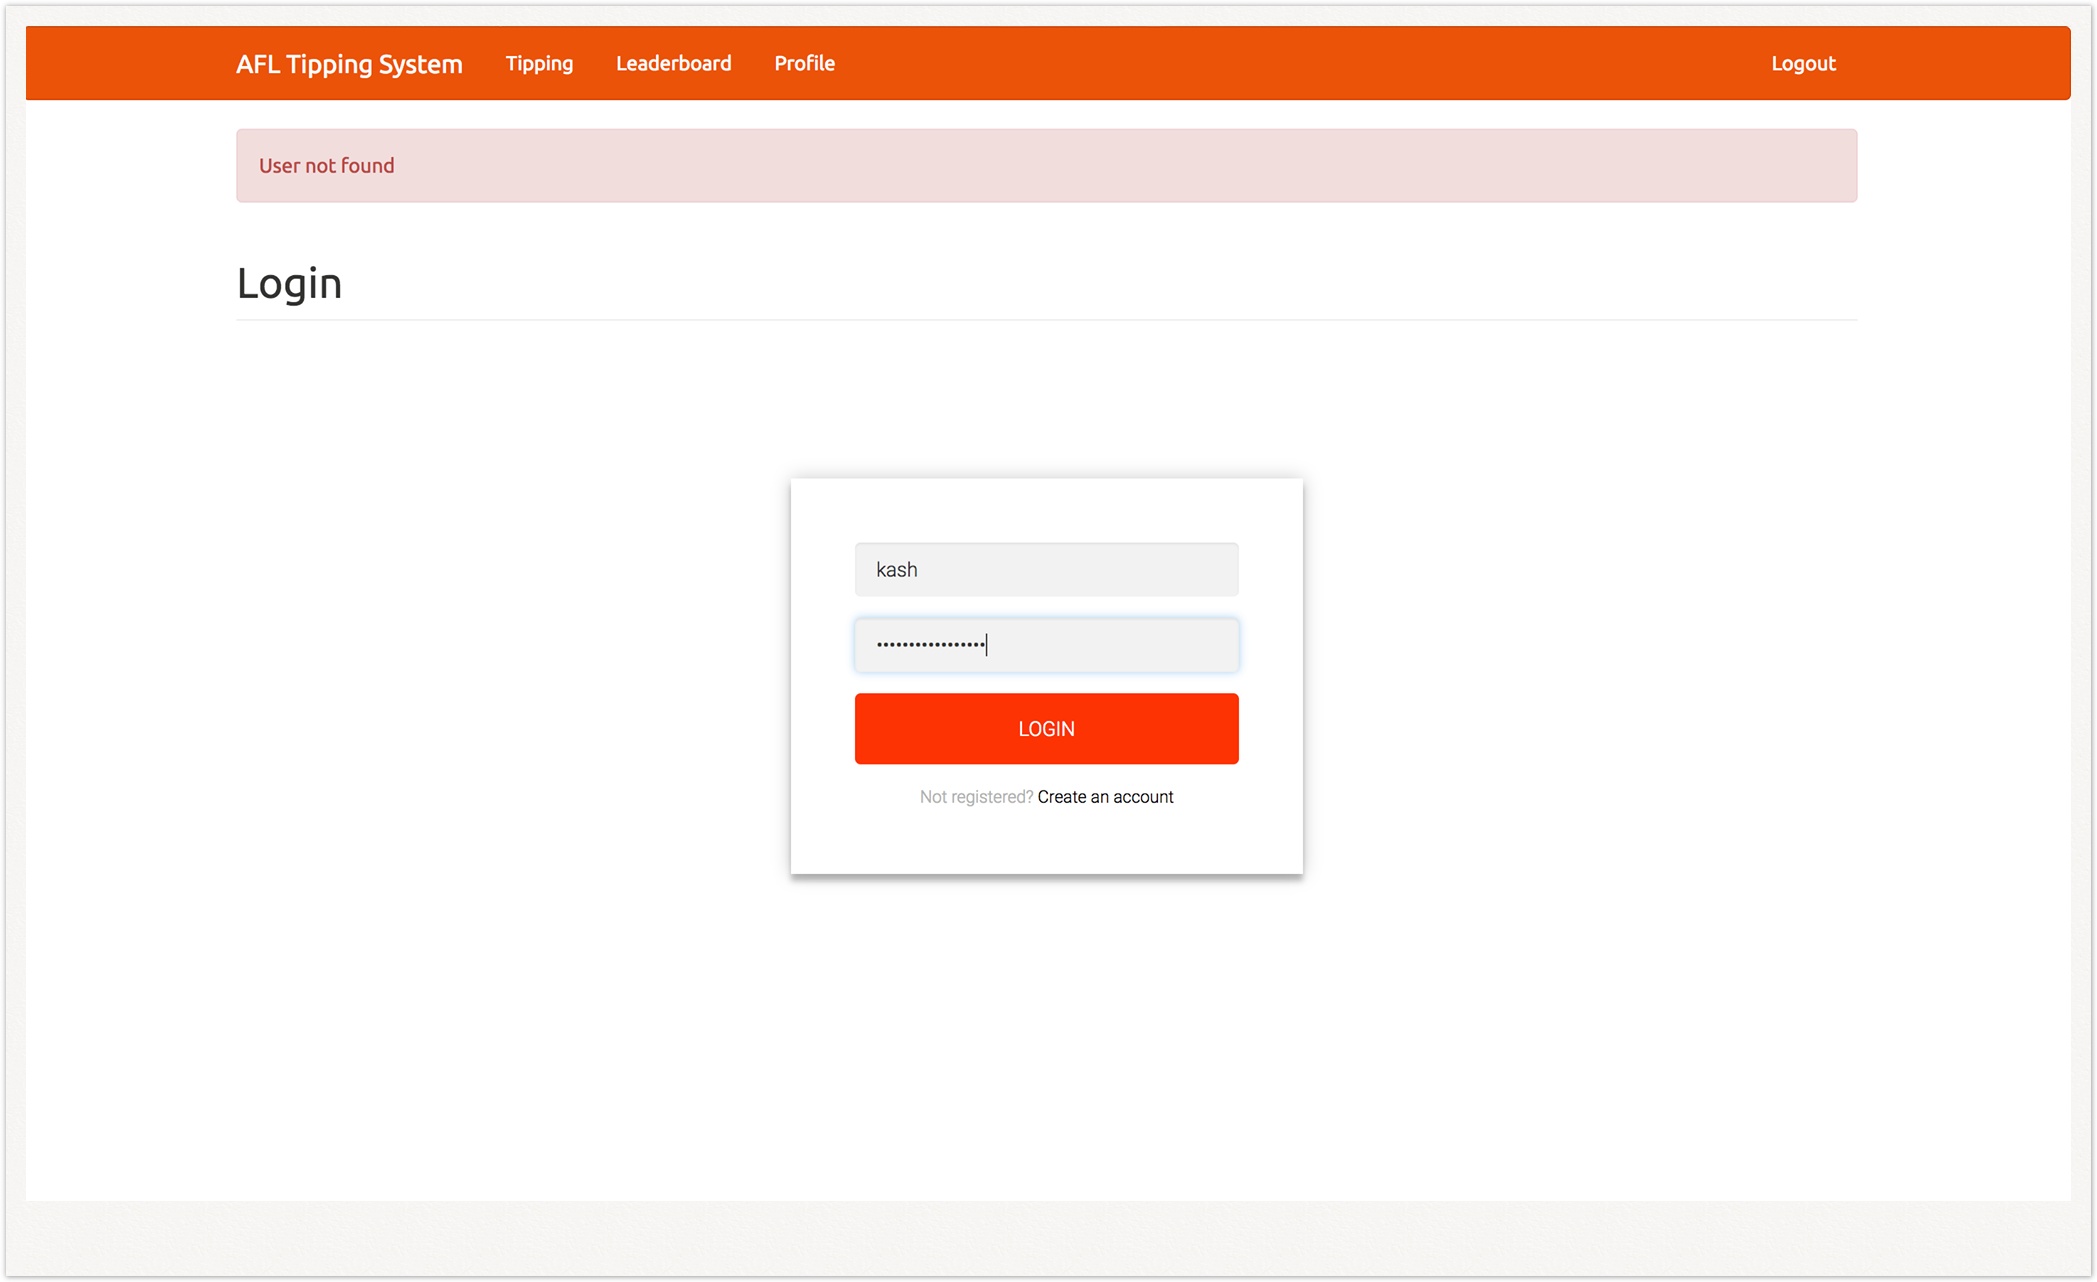 AFL Tipping System Tipping Leaderboard Profile Logout
User not found
Login
kash
•••••••••••••••••
LOGIN
Not registered? Create an account